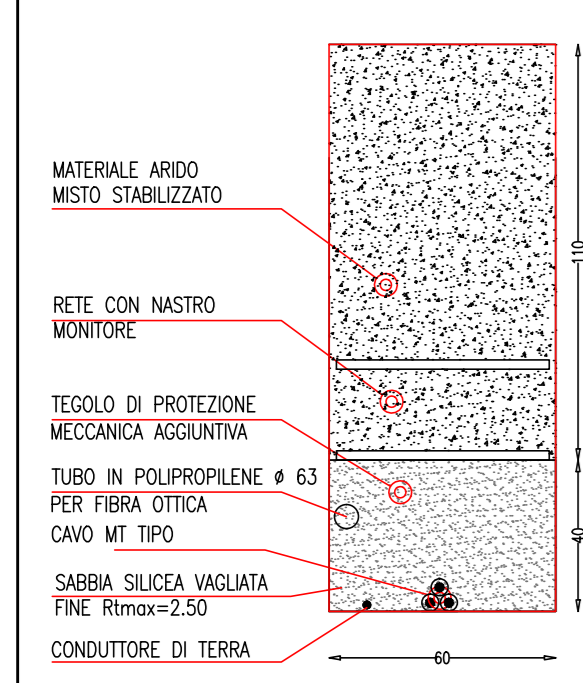 MATERIALE ARIDO
MISTO STABILIZZATO
RETE CON NASTRO
MONITORE
TEGOLO DI PROTEZIONE
MECCANICA AGGIUNTIVA
TUBO IN POLIPROPILENE ø 63
PER FIBRA OTTICA
CAVO MT TIPO
SABBIA SILICEA VAGLIATA
FINE Rtmax=2.50
CONDUTTORE DI TERRA
110
40
60